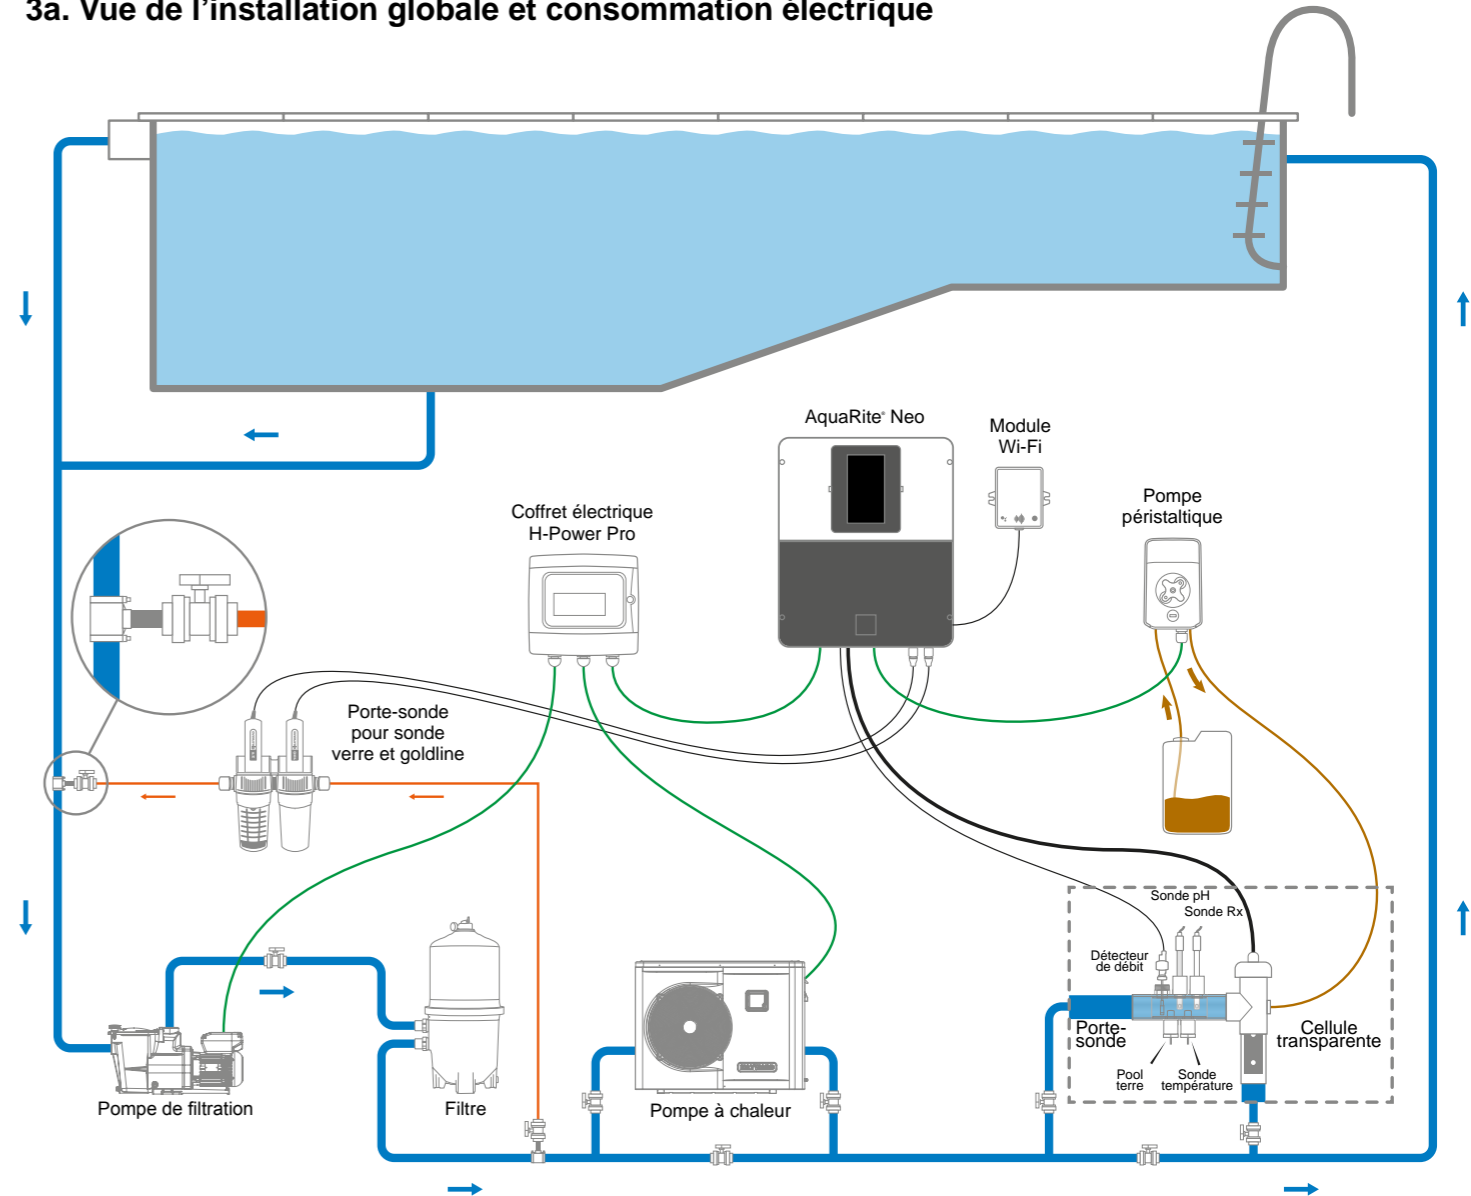 3a. Vue de l'installation globale et consommation électrique
AquaRite® Neo
Module
Wi-Fi
Pompe
péristaltique
Coffret électrique
H-Power Pro
Porte-sonde
pour sonde
verre et goldline
Sonde pH
Sonde Rx
Détecteur
de débit
Porte-
sonde
Cellule
transparente
Pool
terre
Sonde
température
Pompe de filtration
Filtre
Pompe à chaleur